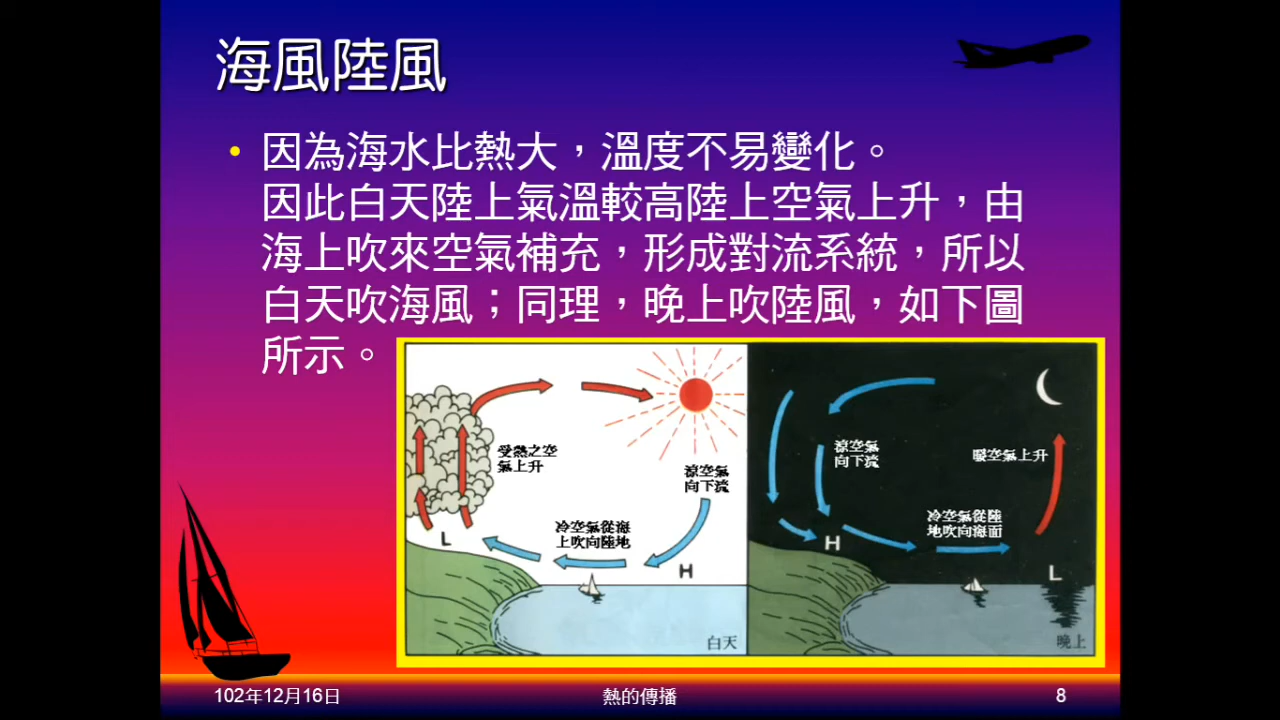 海風陸風
因為海水比熱大，溫度不易變化。
因此白天陸上氣溫較高陸上空氣上升，由
海上吹來空氣補充，形成對流系統，所以
白天吹海風；同理，晚上吹陸風，如下圖
所示。
受熱之空
氣上升
涼空氣
向下流
冷空氣從海
上吹向陸地
L
H
白天
涼空氣
向下流
暖空氣上升
冷空氣從陸
地吹向海面
H
L
晚上
102年12月16日
熱的傳播
8